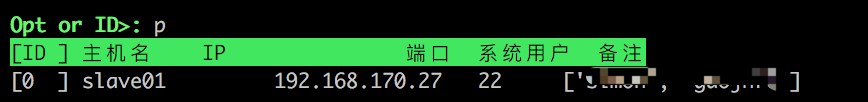 Opt or ID>: p
[ID ] 主机名 IP 端口 系统用户 备注
[0 ] slave01 192.168.170.27 22 [' ', ' ]